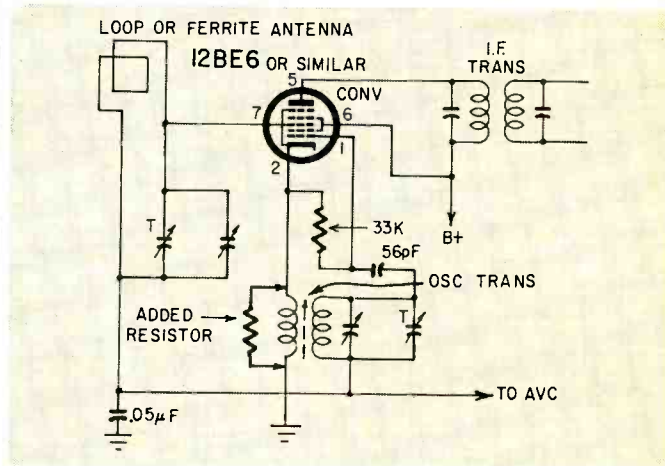 LOOP OR FERRITE ANTENNA
12BE6 OR SIMILAR
I.F.
TRANS
5
CONV
7
6
1
2
T
33K
56pF
B+
OSC TRANS
ADDED
RESISTOR
T
TO AVC
.05µF